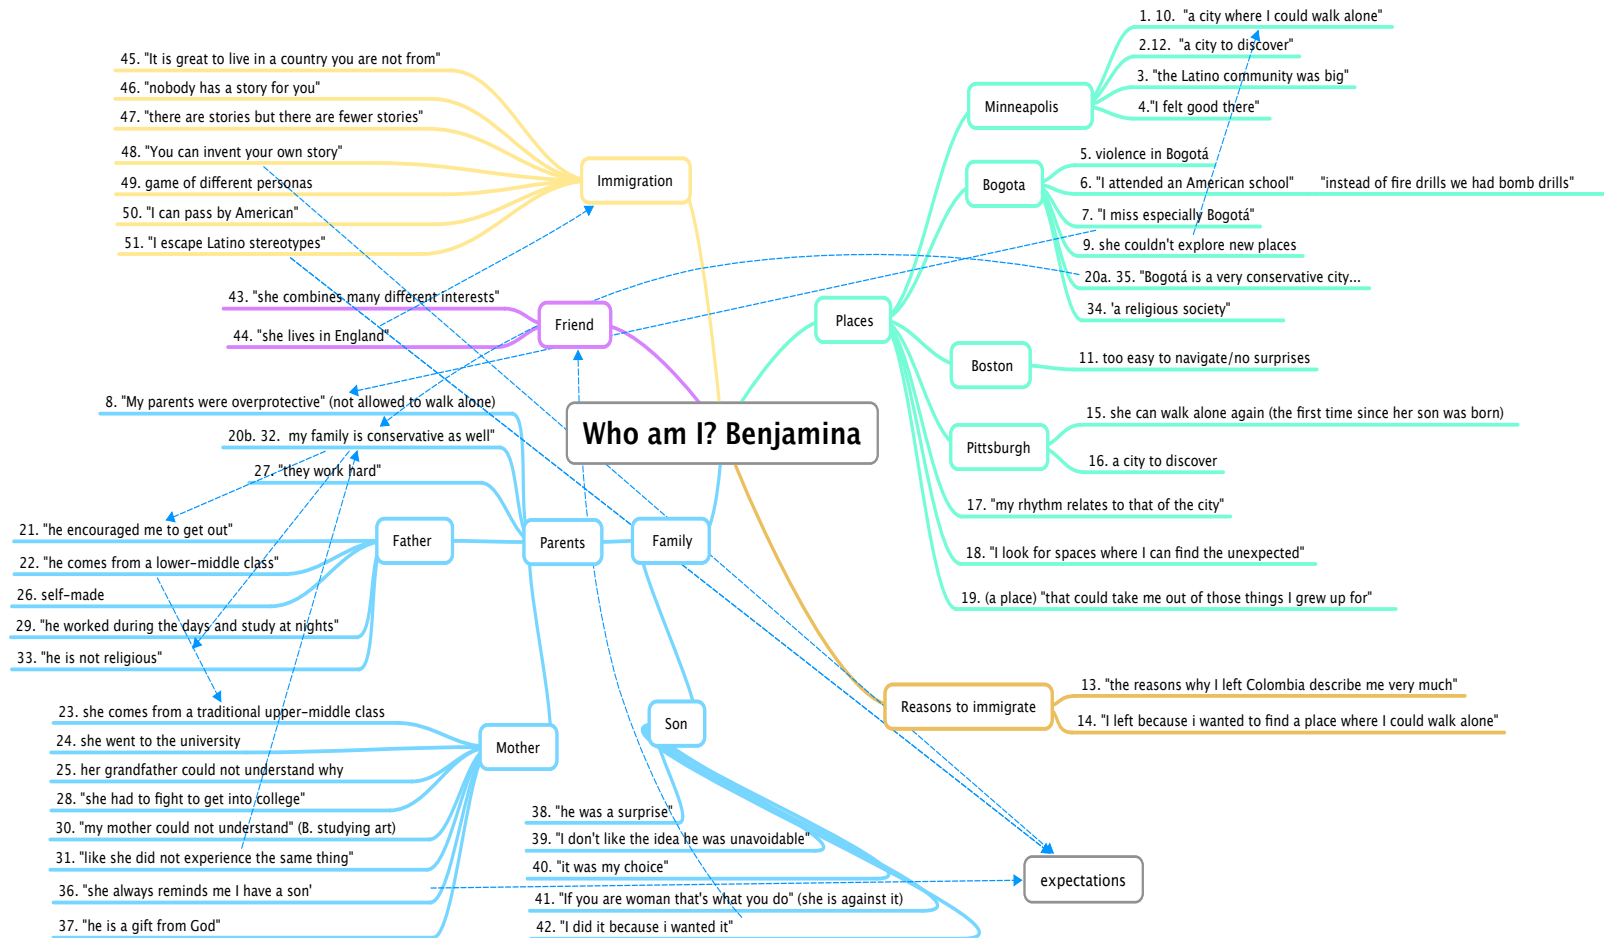 Who am I? Benjamina
Immigration
45. "It is great to live in a country you are not from"
46. "nobody has a story for you"
47. "there are stories but there are fewer stories"
48. "You can invent your own story"
49. game of different personas
50. "I can pass by American"
51. "I escape Latino stereotypes"
Friend
43. "she combines many different interests"
44. "she lives in England"
Places
Minneapolis
1. 10. "a city where I could walk alone"
2.12. "a city to discover"
3. "the Latino community was big"
4."I felt good there"
Bogota
5. violence in Bogotá
6. "I attended an American school" "instead of fire drills we had bomb drills"
7. "I miss especially Bogotá"
9. she couldn't explore new places
20a. 35. "Bogotá is a very conservative city...
34. 'a religious society"
Boston
11. too easy to navigate/no surprises
Pittsburgh
15. she can walk alone again (the first time since her son was born)
16. a city to discover
17. "my rhythm relates to that of the city"
18. "I look for spaces where I can find the unexpected"
19. (a place) "that could take me out of those things I grew up for"
Reasons to immigrate
13. "the reasons why I left Colombia describe me very much"
14. "I left because i wanted to find a place where I could walk alone"
Family
Parents
8. "My parents were overprotective" (not allowed to walk alone)
20b. 32. my family is conservative as well"
27. "they work hard"
Father
21. "he encouraged me to get out"
22. "he comes from a lower-middle class"
26. self-made
29. "he worked during the days and study at nights"
33. "he is not religious"
Mother
23. she comes from a traditional upper-middle class
24. she went to the university
25. her grandfather could not understand why
28. "she had to fight to get into college"
30. "my mother could not understand" (B. studying art)
31. "like she did not experience the same thing"
36. "she always reminds me I have a son'
37. "he is a gift from God"
Son
38. "he was a surprise"
39. "I don't like the idea he was unavoidable"
40. "it was my choice"
41. "If you are woman that's what you do" (she is against it)
42. "I did it because i wanted it"
expectations